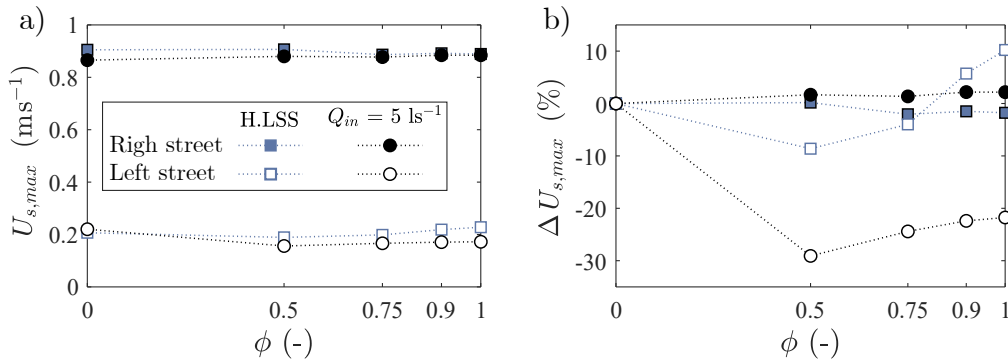 a)
U_{s,max} (ms^{-1})
1
0.8
0.6
0.4
0.2
0
H.LSS Q_{in} = 5 ls^{-1}
Righ street
Left street
0 0.5 0.75 0.9 1
ϕ (-)
b)
Δ U_{s,max} (%)
10
0
-10
-20
-30
0 0.5 0.75 0.9 1
ϕ (-)